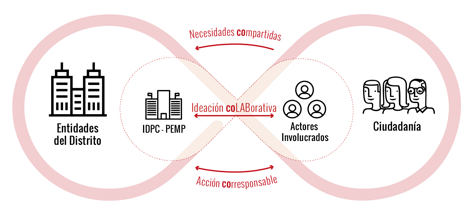 Necesidades compartidas
Ideación coLABorativa
Entidades
del Distrito
IDPC - PEMP
Actores
Involucrados
Ciudadanía
Acción corresponsable